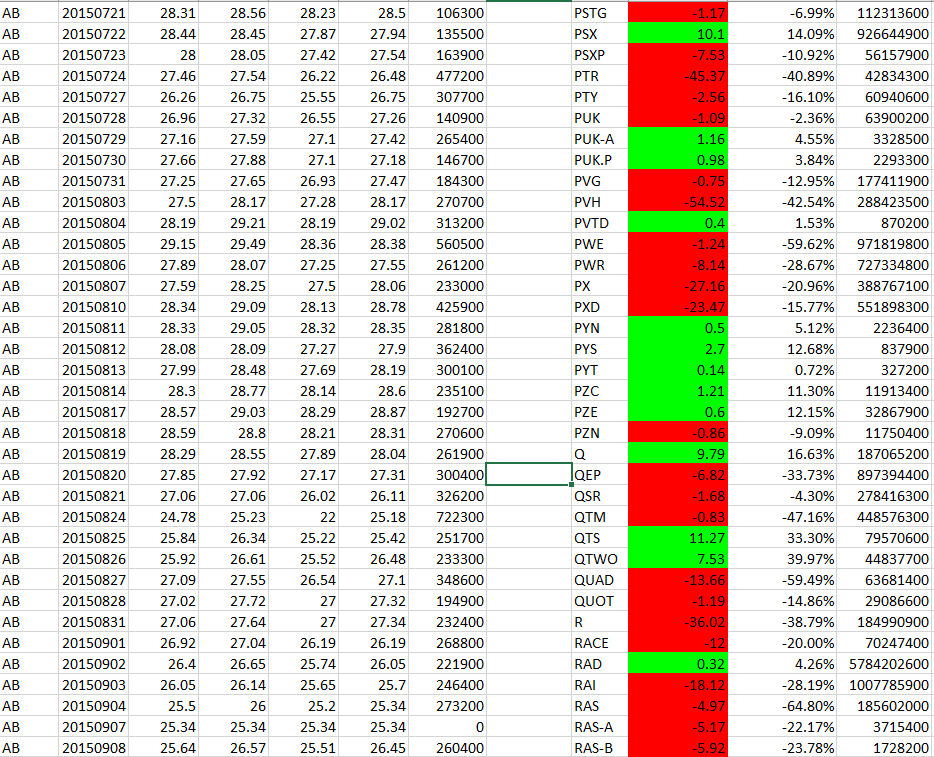 AB 20150721 28.31 28.56 28.23 28.5 106300 PSTG -1.17 -6.99% 112313600
AB 20150722 28.44 28.45 27.87 27.94 135500 PSX 10.1 14.09% 926644900
AB 20150723 28 28.05 27.42 27.54 163900 PSXP -7.53 -10.92% 56157900
AB 20150724 27.46 27.54 26.22 26.48 477200 PTR -45.37 -40.89% 42834300
AB 20150727 26.26 26.75 25.55 26.75 307700 PTY -2.56 -16.10% 60940600
AB 20150728 26.96 27.32 26.55 27.26 140900 PUK -1.09 -2.36% 63900200
AB 20150729 27.16 27.59 27.1 27.42 265400 PUK-A 1.16 4.55% 3328500
AB 20150730 27.66 27.88 27.1 27.18 146700 PUK.P 0.98 3.84% 2293300
AB 20150731 27.25 27.65 26.93 27.47 184300 PVG -0.75 -12.95% 177411900
AB 20150803 27.5 28.17 27.28 28.17 270700 PVH -54.52 -42.54% 288423500
AB 20150804 28.19 29.21 28.19 29.02 313200 PVTD 0.4 1.53% 870200
AB 20150805 29.15 29.49 28.36 28.38 560500 PWE -1.24 -59.62% 971819800
AB 20150806 27.89 28.07 27.25 27.55 261200 PWR -8.14 -28.67% 727334800
AB 20150807 27.59 28.25 27.5 28.06 233000 PX -27.16 -20.96% 388767100
AB 20150810 28.34 29.09 28.13 28.78 425900 PXD -23.47 -15.77% 551898300
AB 20150811 28.33 29.05 28.32 28.35 281800 PYN 0.5 5.12% 2236400
AB 20150812 28.08 28.09 27.27 27.9 362400 PYS 2.7 12.68% 837900
AB 20150813 27.99 28.48 27.69 28.19 300100 PYT 0.14 0.72% 327200
AB 20150814 28.3 28.77 28.14 28.6 235100 PZC 1.21 11.30% 11913400
AB 20150817 28.57 29.03 28.29 28.87 192700 PZE 0.6 12.15% 32867900
AB 20150818 28.59 28.8 28.21 28.31 270600 PZN -0.86 -9.09% 11750400
AB 20150819 28.29 28.55 27.89 28.04 261900 Q 9.79 16.63% 187065200
AB 20150820 27.85 27.92 27.17 27.31 300400 QEP -6.82 -33.73% 897394400
AB 20150821 27.06 27.06 26.02 26.11 326200 QSR -1.68 -4.30% 278416300
AB 20150824 24.78 25.23 22 25.18 722300 QTM -0.83 -47.16% 448576300
AB 20150825 25.84 26.34 25.22 25.42 251700 QTS 11.27 33.30% 79570600
AB 20150826 25.92 26.61 25.52 26.48 233300 QTWO 7.53 39.97% 44837700
AB 20150827 27.09 27.55 26.54 27.1 348600 QUAD -13.66 -59.49% 63681400
AB 20150828 27.02 27.72 27 27.32 194900 QUOT -1.19 -14.86% 29086600
AB 20150831 27.06 27.64 27 27.34 232400 R -36.02 -38.79% 184990900
AB 20150901 26.92 27.04 26.19 26.19 268800 RACE -12 -20.00% 70247400
AB 20150902 26.4 26.65 25.74 26.05 221900 RAD 0.32 4.26% 5784202600
AB 20150903 26.05 26.14 25.65 25.7 246400 RAI -18.12 -28.19% 1007785900
AB 20150904 25.5 26 25.2 25.34 273200 RAS -4.97 -64.80% 185602000
AB 20150907 25.34 25.34 25.34 25.34 0 RAS-A -5.17 -22.17% 3715400
AB 20150908 25.64 26.57 25.51 26.45 260400 RAS-B -5.92 -23.78% 1728200